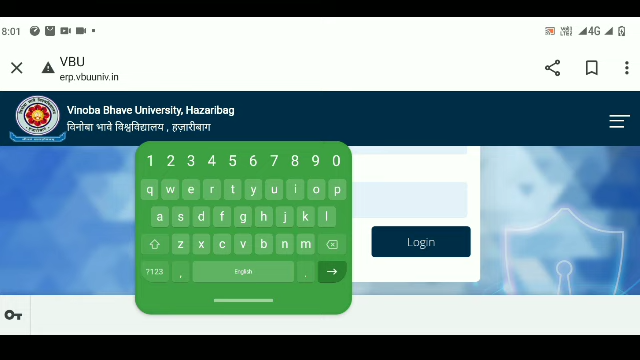 8:01
4G
VBU
erp.vbuuniv.in
Vinoba Bhave University, Hazaribag
विनोबा भावे विश्वविद्यालय , हज़ारीबाग
1 2 3 4 5 6 7 8 9 0
q w e r t y u i o p
a s d f g h j k l
z x c v b n m
?123 , English .
Login